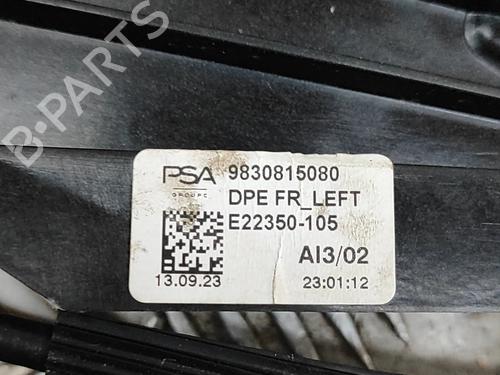 B-PARTS
PSA 9830815080
GROUPE
DPE FR_LEFT
E22350-105
AI3/02
13.09.23 23:01:12